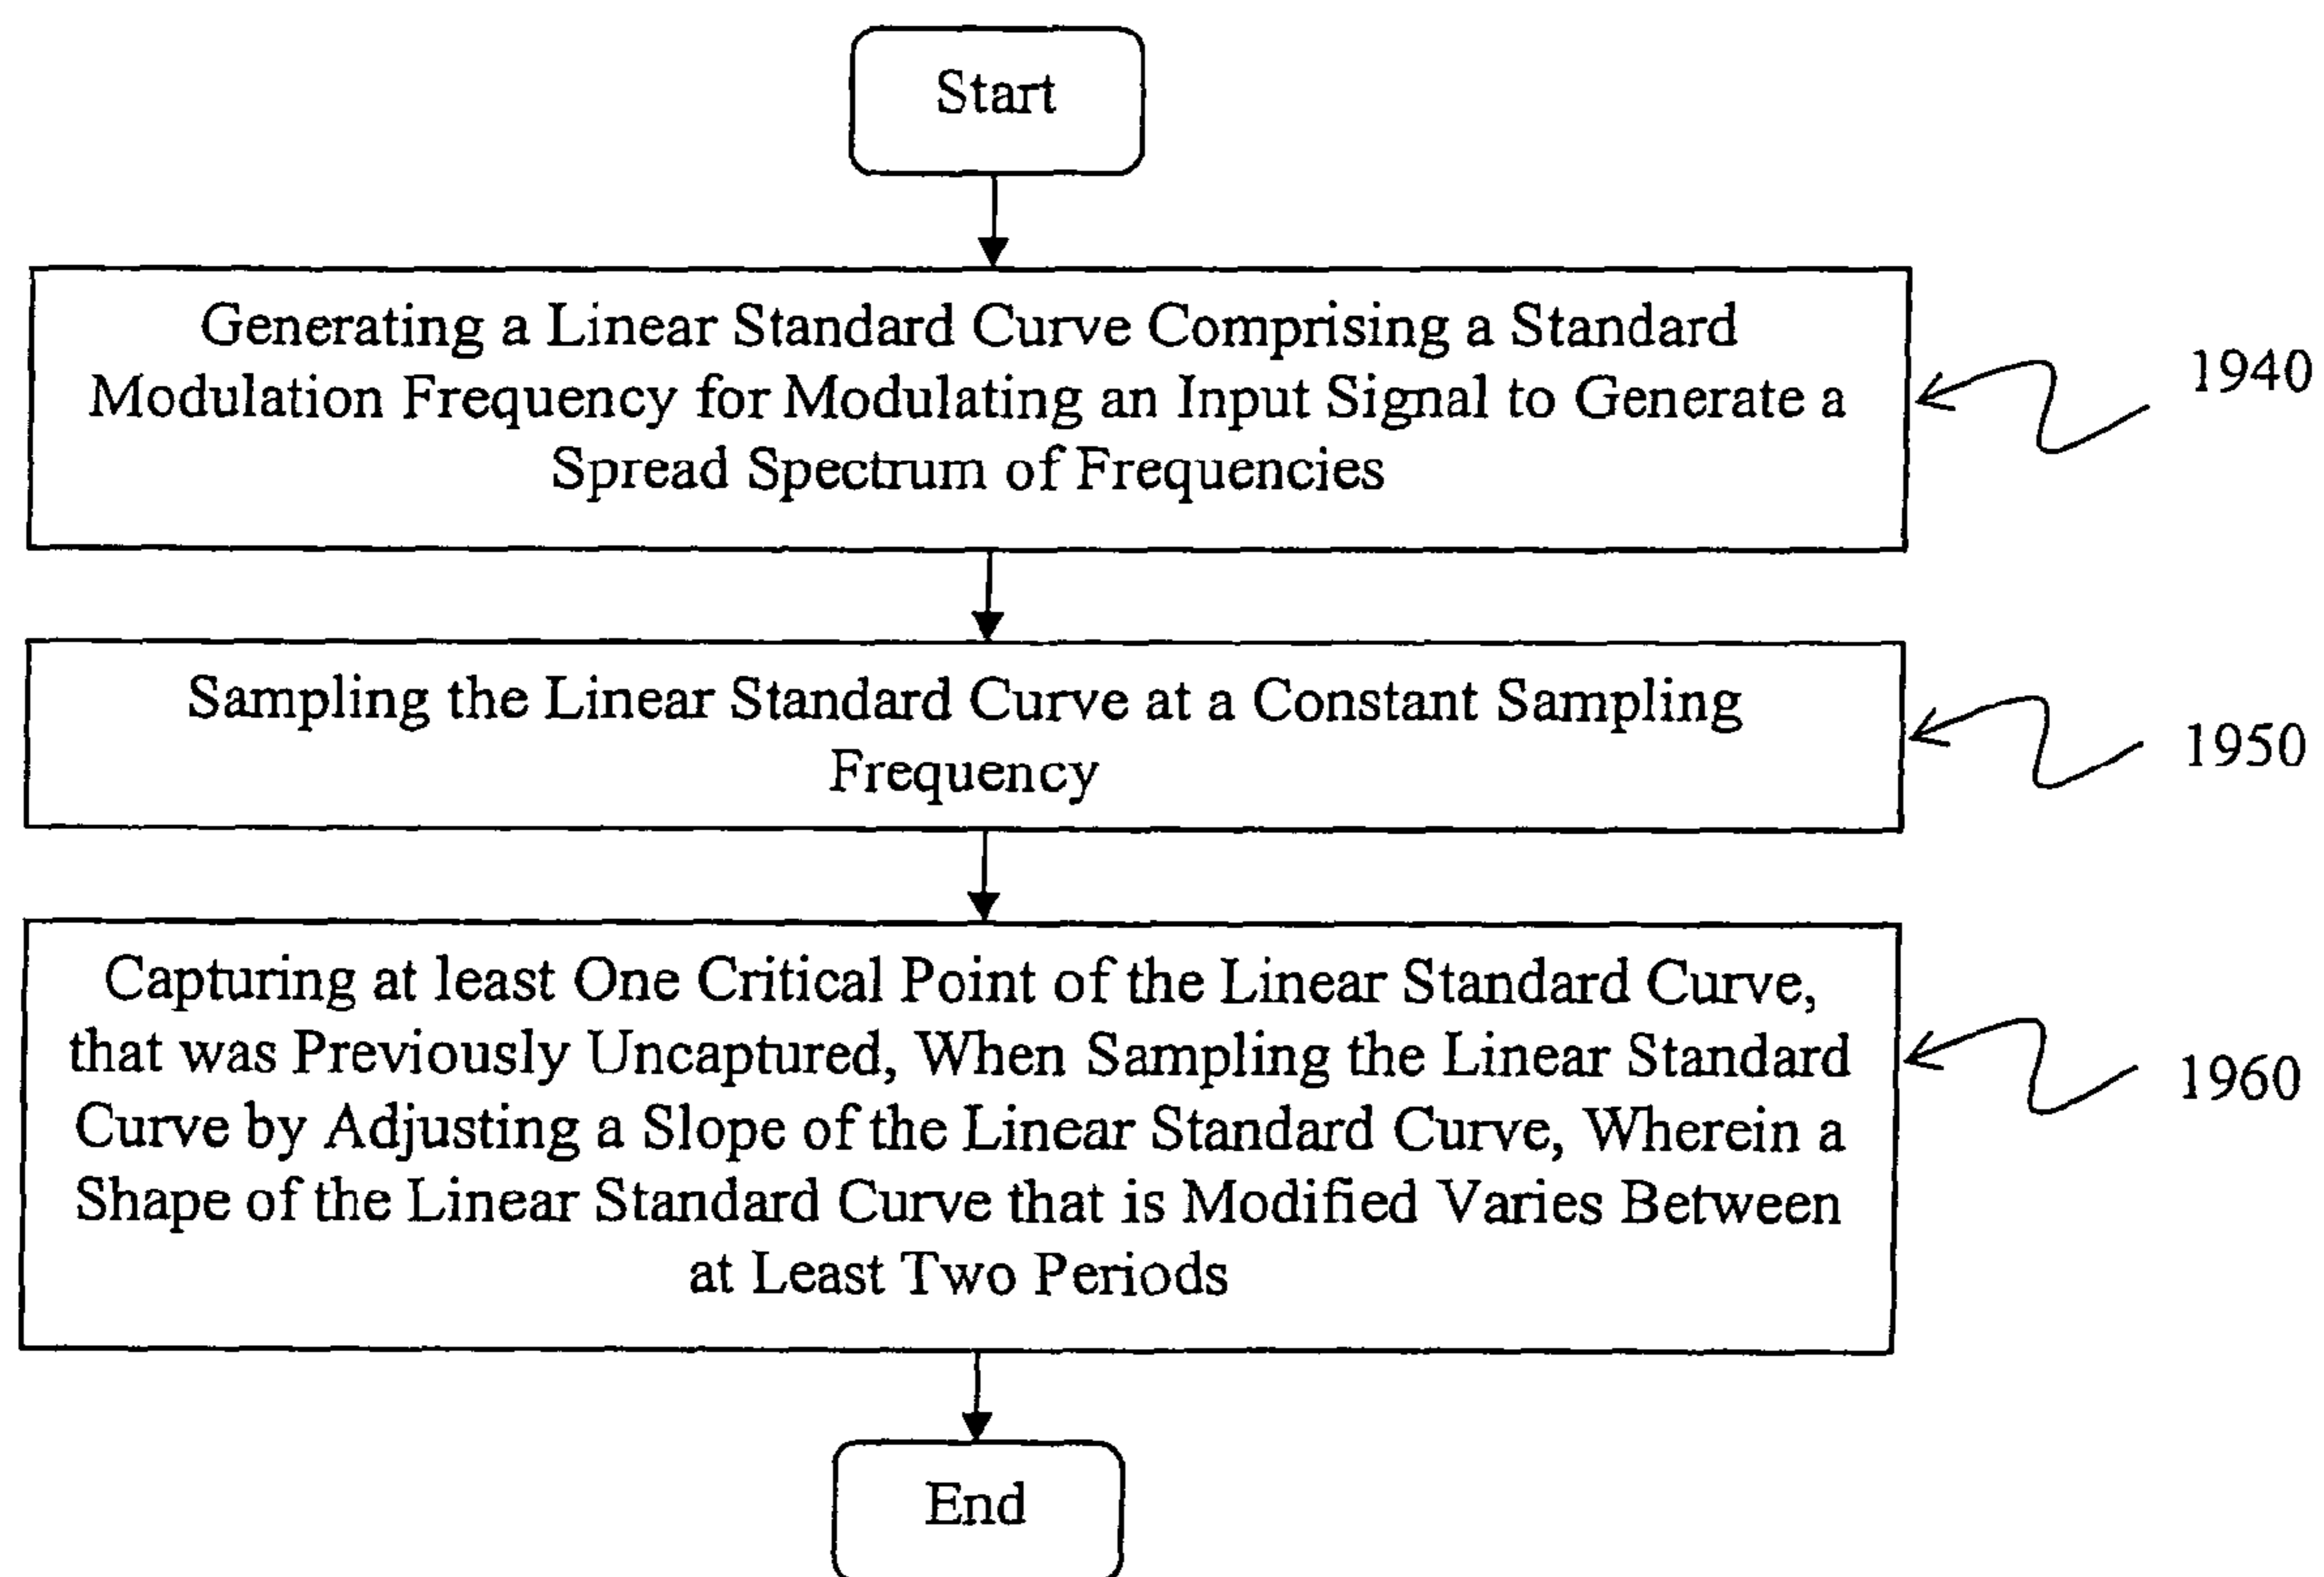 Start
Generating a Linear Standard Curve Comprising a Standard
Modulation Frequency for Modulating an Input Signal to Generate a
Spread Spectrum of Frequencies
1940
Sampling the Linear Standard Curve at a Constant Sampling
Frequency
1950
Capturing at least One Critical Point of the Linear Standard Curve,
that was Previously Uncaptured, When Sampling the Linear Standard
Curve by Adjusting a Slope of the Linear Standard Curve, Wherein a
Shape of the Linear Standard Curve that is Modified Varies Between
at Least Two Periods
1960
End